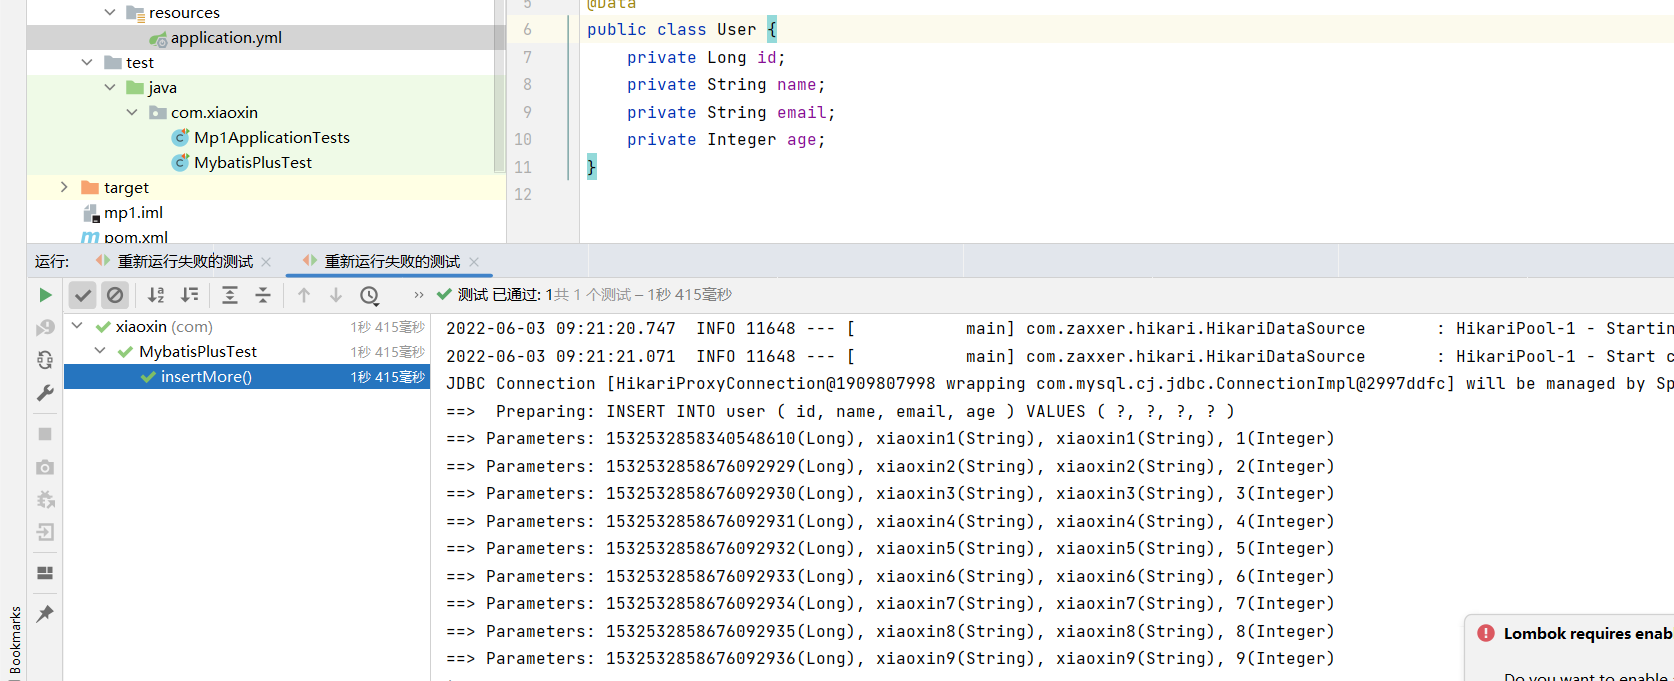 resources
application.yml
test
java
com.xiaoxin
Mp1ApplicationTests
MybatisPlusTest
target
mp1.iml
pom.xml
5 @Data
6 public class User {
7 private Long id;
8 private String name;
9 private String email;
10 private Integer age;
11 }
12
运行: 重新运行失败的测试 重新运行失败的测试
» 测试 已通过: 1共 1 个测试 – 1秒 415毫秒
xiaoxin (com) 1秒 415毫秒
MybatisPlusTest 1秒 415毫秒
insertMore() 1秒 415毫秒
2022-06-03 09:21:20.747  INFO 11648 --- [           main] com.zaxxer.hikari.HikariDataSource       : HikariPool-1 - Startin
2022-06-03 09:21:21.071  INFO 11648 --- [           main] com.zaxxer.hikari.HikariDataSource       : HikariPool-1 - Start c
JDBC Connection [HikariProxyConnection@1909807998 wrapping com.mysql.cj.jdbc.ConnectionImpl@2997ddfc] will be managed by Sp
==>  Preparing: INSERT INTO user ( id, name, email, age ) VALUES ( ?, ?, ?, ? )
==> Parameters: 1532532858340548610(Long), xiaoxin1(String), xiaoxin1(String), 1(Integer)
==> Parameters: 1532532858676092929(Long), xiaoxin2(String), xiaoxin2(String), 2(Integer)
==> Parameters: 1532532858676092930(Long), xiaoxin3(String), xiaoxin3(String), 3(Integer)
==> Parameters: 1532532858676092931(Long), xiaoxin4(String), xiaoxin4(String), 4(Integer)
==> Parameters: 1532532858676092932(Long), xiaoxin5(String), xiaoxin5(String), 5(Integer)
==> Parameters: 1532532858676092933(Long), xiaoxin6(String), xiaoxin6(String), 6(Integer)
==> Parameters: 1532532858676092934(Long), xiaoxin7(String), xiaoxin7(String), 7(Integer)
==> Parameters: 1532532858676092935(Long), xiaoxin8(String), xiaoxin8(String), 8(Integer)
==> Parameters: 1532532858676092936(Long), xiaoxin9(String), xiaoxin9(String), 9(Integer)
Bookmarks
Lombok requires enab
Do you want to enable